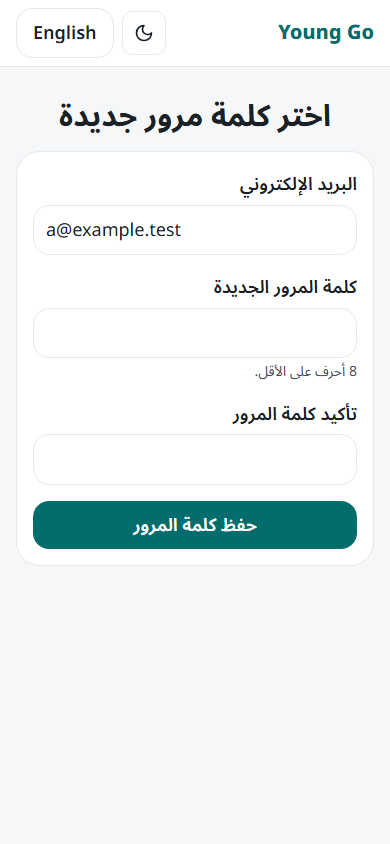 Young Go
English
اختر كلمة مرور جديدة
البريد الإلكتروني
a@example.test
كلمة المرور الجديدة
8 أحرف على الأقل.
تأكيد كلمة المرور
حفظ كلمة المرور